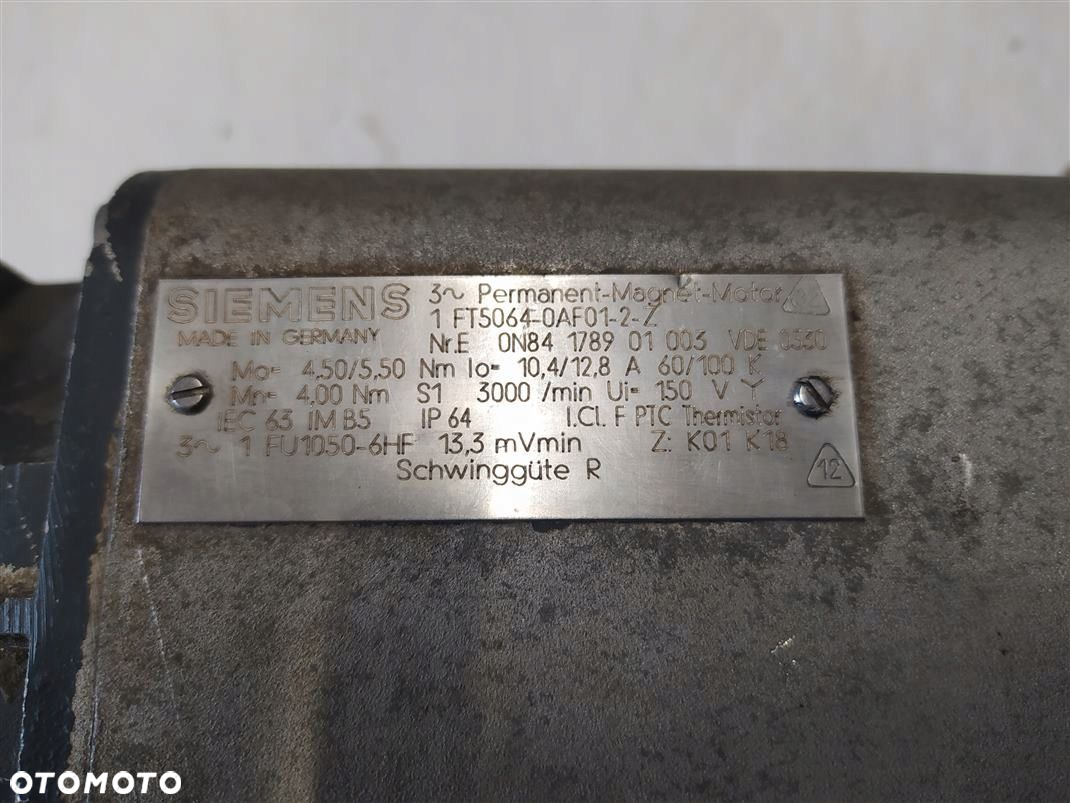 SIEMENS 3~ Permanent-Magnet-Motor
MADE IN GERMANY 1 FT5064-0AF01-2-Z
Nr.E 0N84 1789 01 003 VDE 0530
Mo= 4,50/5,50 Nm Io= 10,4/12,8 A 60/100 K
Mn= 4,00 Nm S1 3000 /min Ui= 150 V Y
IEC 63 IM B5 IP 64 I.Cl. F PTC Thermistor
3~ 1 FU1050-6HF 13,3 mVmin Z: K01 K18
Schwinggüte R
12
OTOMOTO